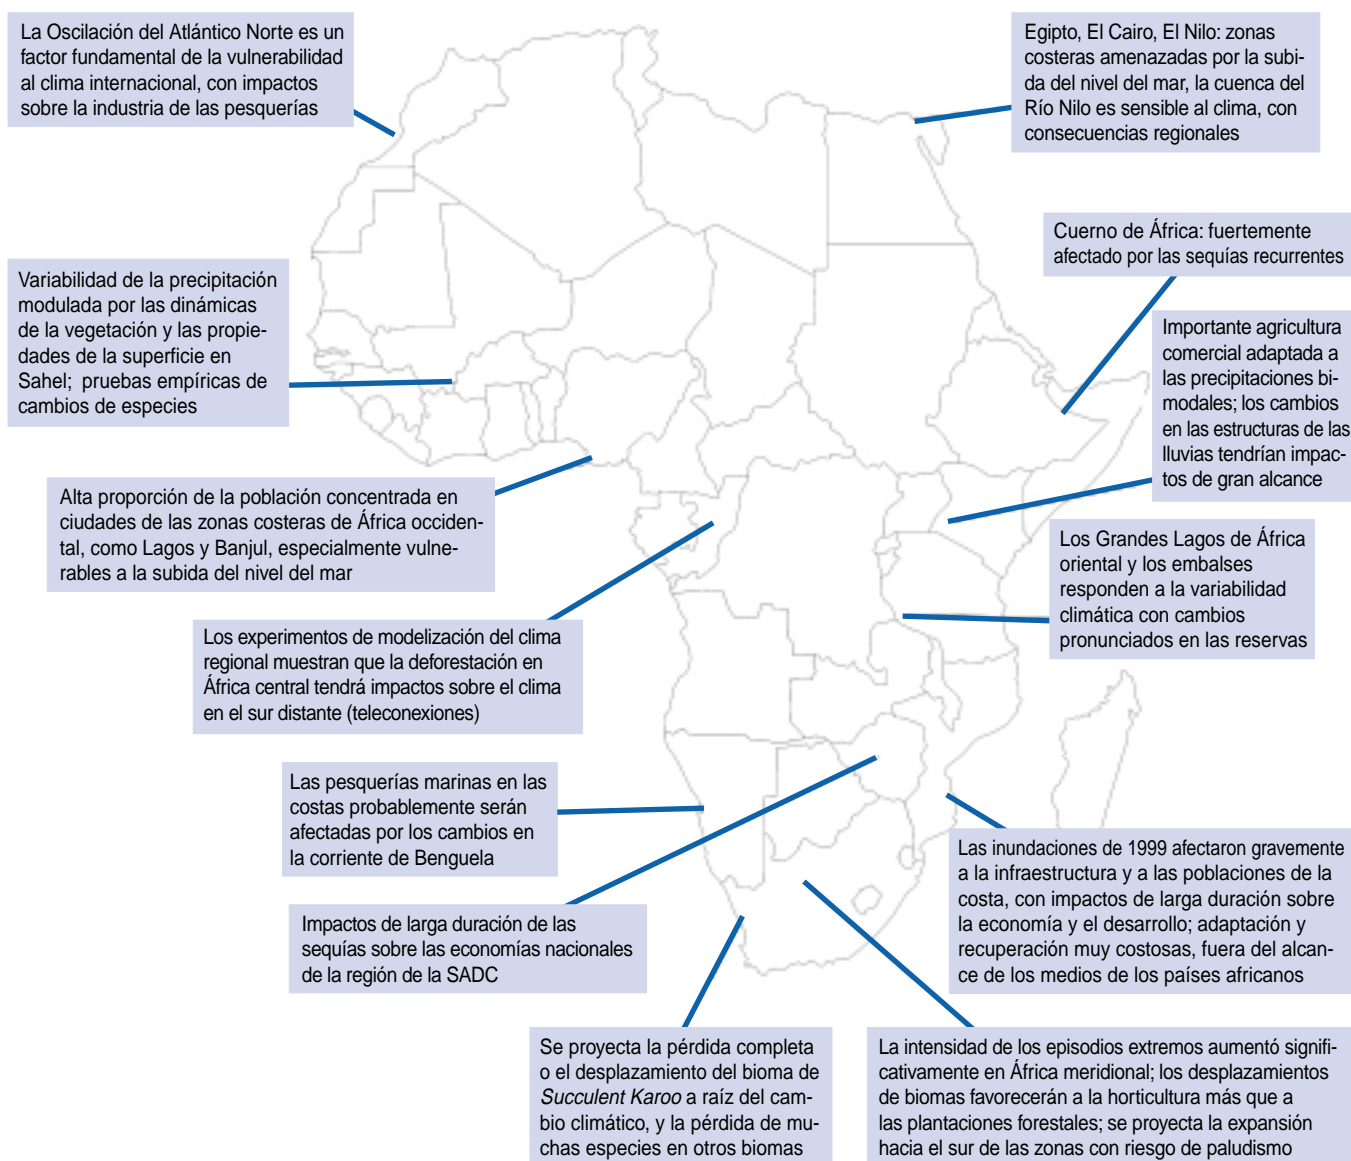 La Oscilación del Atlántico Norte es un
factor fundamental de la vulnerabilidad
al clima internacional, con impactos
sobre la industria de las pesquerías
Egipto, El Cairo, El Nilo: zonas
costeras amenazadas por la subi-
da del nivel del mar, la cuenca del
Río Nilo es sensible al clima, con
consecuencias regionales
Cuerno de África: fuertemente
afectado por las sequías recurrentes
Variabilidad de la precipitación
modulada por las dinámicas
de la vegetación y las propie-
dades de la superficie en
Sahel; pruebas empíricas de
cambios de especies
Importante agricultura
comercial adaptada a
las precipitaciones bi-
modales; los cambios
en las estructuras de las
lluvias tendrían impac-
tos de gran alcance
Alta proporción de la población concentrada en
ciudades de las zonas costeras de África occiden-
tal, como Lagos y Banjul, especialmente vulne-
rables a la subida del nivel del mar
Los Grandes Lagos de África
oriental y los embalses
responden a la variabilidad
climática con cambios
pronunciados en las reservas
Los experimentos de modelización del clima
regional muestran que la deforestación en
África central tendrá impactos sobre el clima
en el sur distante (teleconexiones)
Las pesquerías marinas en las
costas probablemente serán
afectadas por los cambios en
la corriente de Benguela
Las inundaciones de 1999 afectaron gravemente
a la infraestructura y a las poblaciones de la
costa, con impactos de larga duración sobre
la economía y el desarrollo; adaptación y
recuperación muy costosas, fuera del alcan-
ce de los medios de los países africanos
Impactos de larga duración de las
sequías sobre las economías nacionales
de la región de la SADC
Se proyecta la pérdida completa
o el desplazamiento del bioma de
Succulent Karoo a raíz del cam-
bio climático, y la pérdida de mu-
chas especies en otros biomas
La intensidad de los episodios extremos aumentó signifi-
cativamente en África meridional; los desplazamientos
de biomas favorecerán a la horticultura más que a
las plantaciones forestales; se proyecta la expansión
hacia el sur de las zonas con riesgo de paludismo